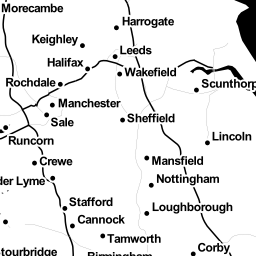 Morecambe
Harrogate
Keighley
Leeds
Halifax
Wakefield
Rochdale
Scunthorp
Manchester
Sale
Sheffield
Lincoln
Runcorn
Crewe
Mansfield
der Lyme
Nottingham
Stafford
Loughborough
Cannock
Tamworth
tourbridge
Birmingham
Corby